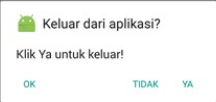 Keluar dari aplikasi?
Klik Ya untuk keluar!
OK TIDAK YA